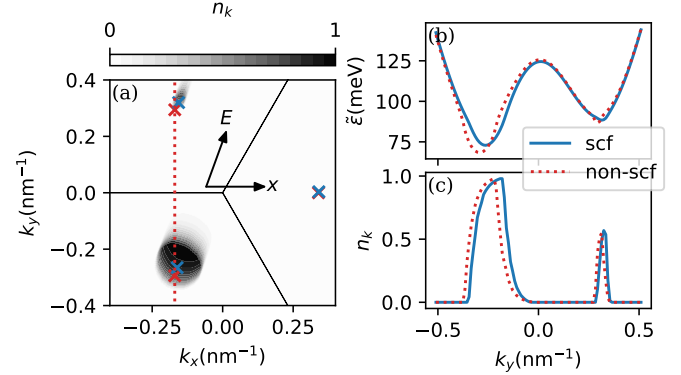 n_k
0 1
0.4
0.2
0.0
−0.2
−0.4
(a)
E
x
k_y(nm⁻¹)
−0.25 0.00 0.25
k_x(nm⁻¹)
(b)
125
100
75
ε̃(meV)
scf
non-scf
(c)
1.0
0.5
0.0
n_k
−0.5 0.0 0.5
k_y(nm⁻¹)